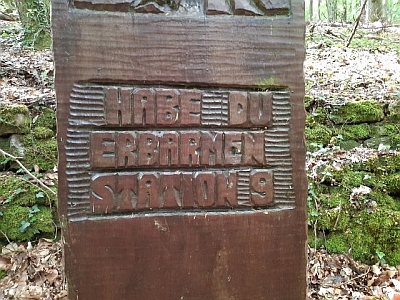 HABE DU
ERBARMEN
STATION 9